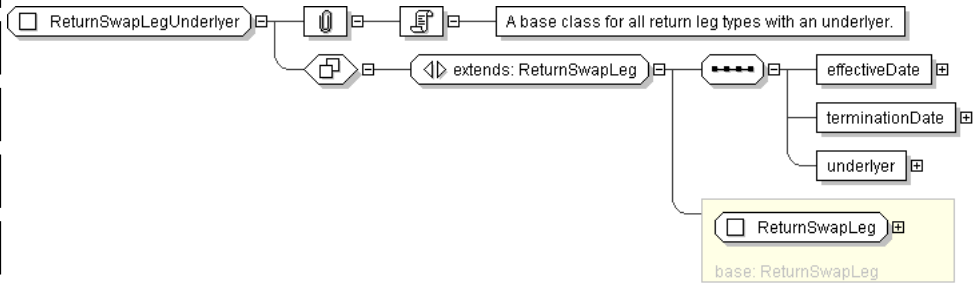 ReturnSwapLegUnderlyer
A base class for all return leg types with an underlyer.
extends: ReturnSwapLeg
effectiveDate
terminationDate
underlyer
ReturnSwapLeg
base: ReturnSwapLeg